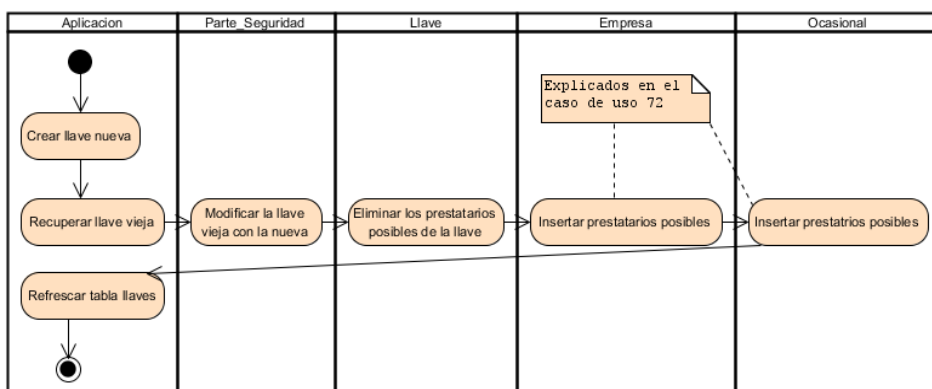 Aplicacion
Parte_Seguridad
Llave
Empresa
Ocasional
Explicados en el
caso de uso 72
Crear llave nueva
Recuperar llave vieja
Modificar la llave
vieja con la nueva
Eliminar los prestatarios
posibles de la llave
Insertar prestatarios posibles
Insertar prestatrios posibles
Refrescar tabla llaves